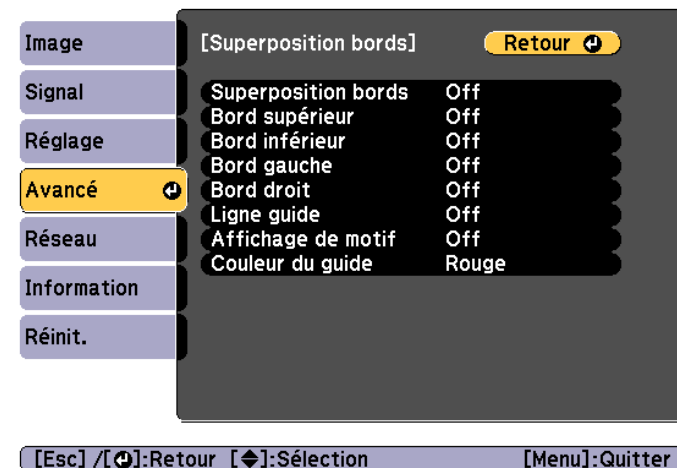 Image
Signal
Réglage
Avancé
Réseau
Information
Réinit.
[Superposition bords] Retour
Superposition bords Off
Bord supérieur Off
Bord inférieur Off
Bord gauche Off
Bord droit Off
Ligne guide Off
Affichage de motif Off
Couleur du guide Rouge
[Esc] /[⏎]:Retour [◆]:Sélection [Menu]:Quitter